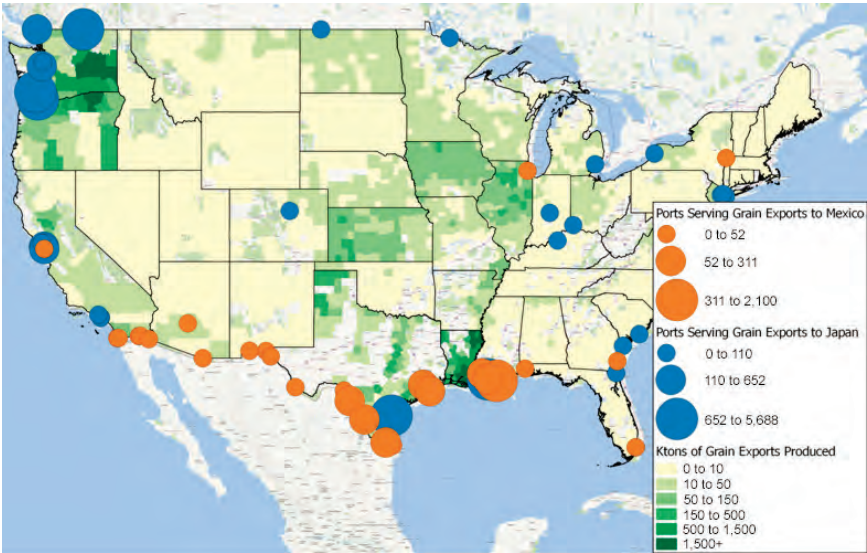 Ports Serving Grain Exports to Mexico
0 to 52
52 to 311
311 to 2,100
Ports Serving Grain Exports to Japan
0 to 110
110 to 652
652 to 5,688
Ktons of Grain Exports Produced
0 to 10
10 to 50
50 to 150
150 to 500
500 to 1,500
1,500+